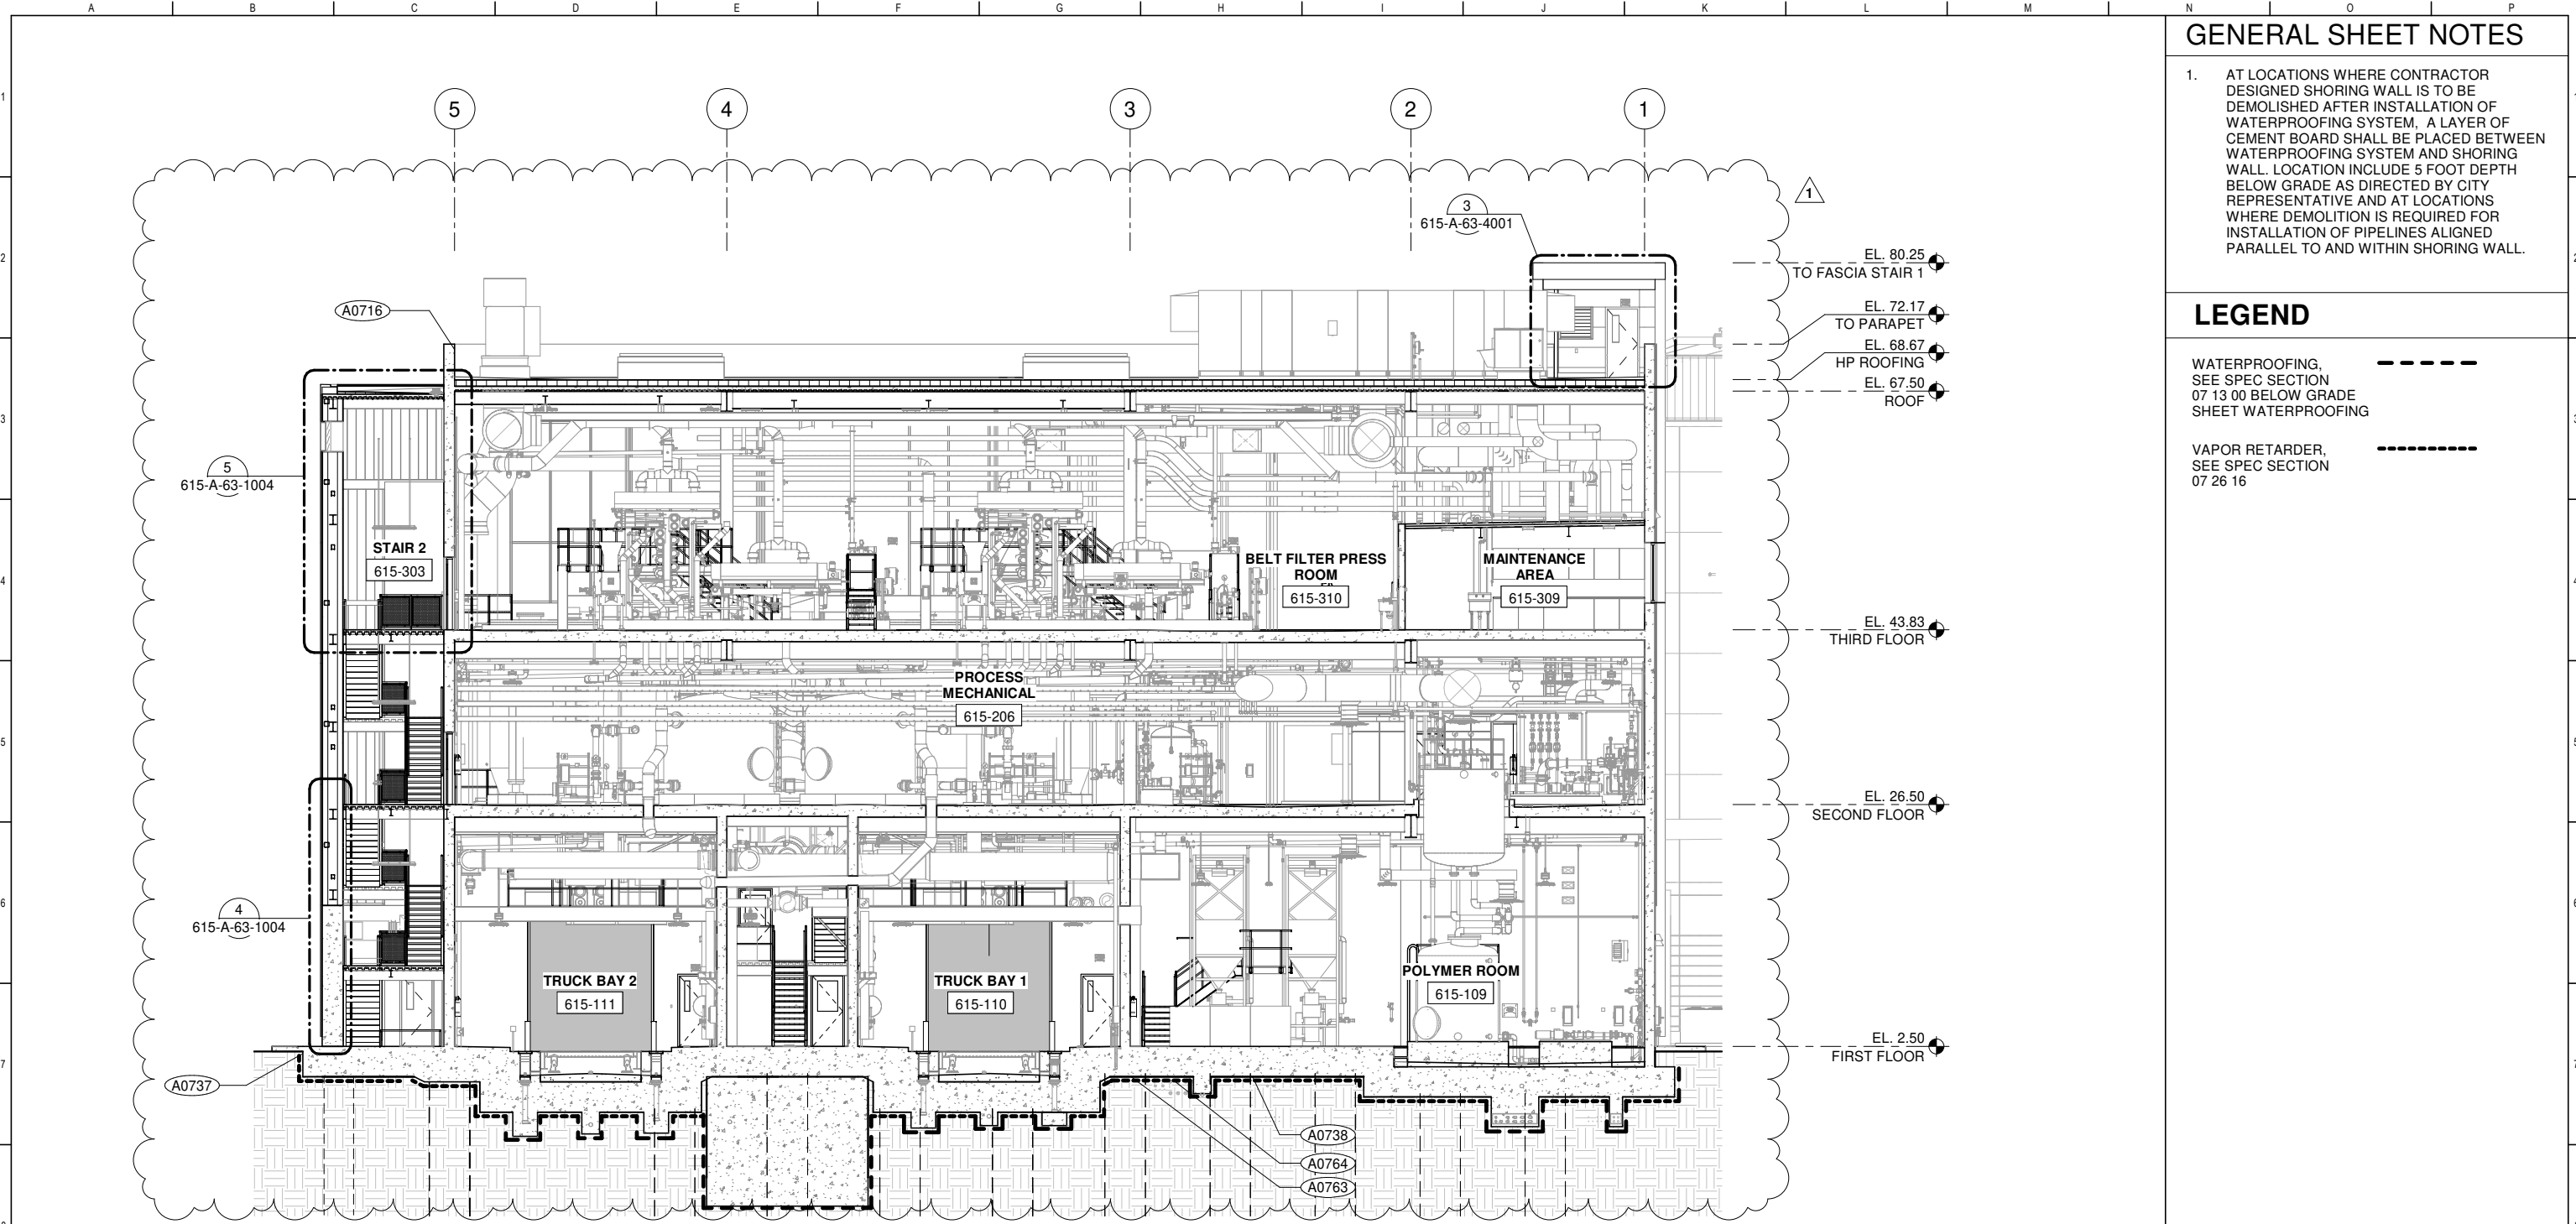 A B C D E F G H I J K L M N O P
GENERAL SHEET NOTES
1. AT LOCATIONS WHERE CONTRACTOR
DESIGNED SHORING WALL IS TO BE
DEMOLISHED AFTER INSTALLATION OF
WATERPROOFING SYSTEM, A LAYER OF
CEMENT BOARD SHALL BE PLACED BETWEEN
WATERPROOFING SYSTEM AND SHORING
WALL. LOCATION INCLUDE 5 FOOT DEPTH
BELOW GRADE AS DIRECTED BY CITY
REPRESENTATIVE AND AT LOCATIONS
WHERE DEMOLITION IS REQUIRED FOR
INSTALLATION OF PIPELINES ALIGNED
PARALLEL TO AND WITHIN SHORING WALL.
LEGEND
WATERPROOFING,
SEE SPEC SECTION
07 13 00 BELOW GRADE
SHEET WATERPROOFING
VAPOR RETARDER,
SEE SPEC SECTION
07 26 16
1
2
3
4
5
6
7
5 4 3 2 1
1
3
615-A-63-4001
EL. 80.25
TO FASCIA STAIR 1
EL. 72.17
TO PARAPET
EL. 68.67
HP ROOFING
EL. 67.50
ROOF
A0716
5
615-A-63-1004
STAIR 2
615-303
BELT FILTER PRESS
ROOM
615-310
MAINTENANCE
AREA
615-309
EL. 43.83
THIRD FLOOR
PROCESS
MECHANICAL
615-206
EL. 26.50
SECOND FLOOR
4
615-A-63-1004
TRUCK BAY 2
615-111
TRUCK BAY 1
615-110
POLYMER ROOM
615-109
EL. 2.50
FIRST FLOOR
A0737
A0738
A0764
A0763